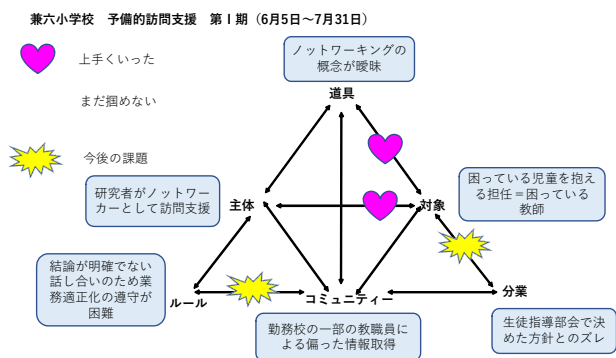 兼六小学校　予備的訪問支援　第Ⅰ期（6月5日～7月31日）
上手くいった
まだ掴めない
今後の課題
ノットワーキングの
概念が曖昧
道具
研究者がノットワー
カーとして訪問支援
主体
対象
困っている児童を抱え
る担任＝困っている
教師
結論が明確でない
話し合いのため業
務適正化の遵守が
困難
ルール
コミュニティー
分業
勤務校の一部の教職員に
よる偏った情報取得
生徒指導部会で決
めた方針とのズレ